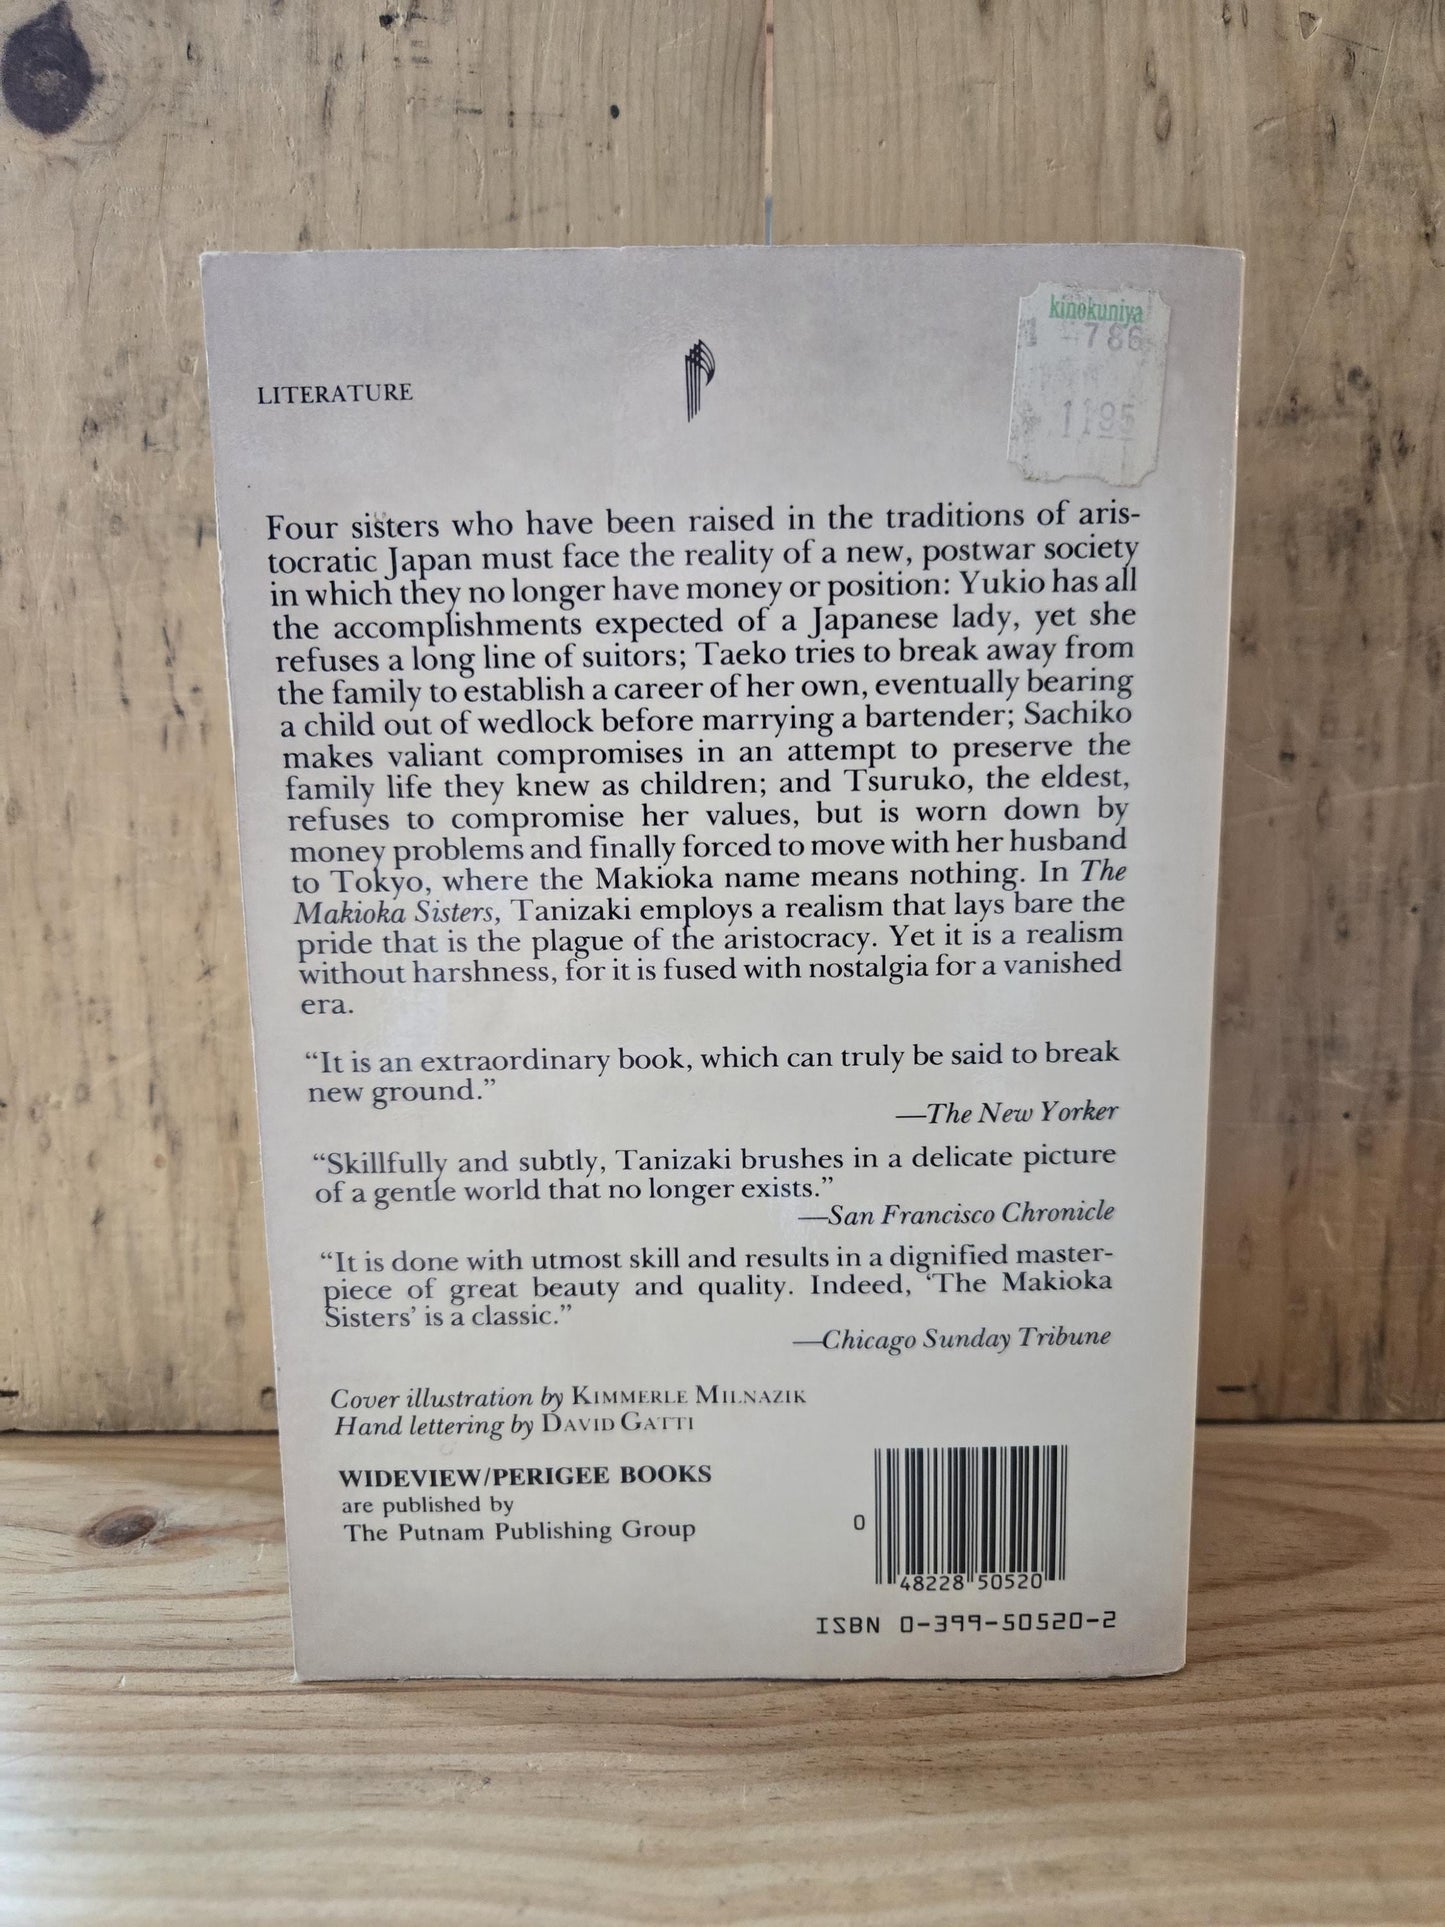 kinokuniya
786
1195
LITERATURE
Four sisters who have been raised in the traditions of aris-
tocratic Japan must face the reality of a new, postwar society
in which they no longer have money or position: Yukio has all
the accomplishments expected of a Japanese lady, yet she
refuses a long line of suitors; Taeko tries to break away from
the family to establish a career of her own, eventually bearing
a child out of wedlock before marrying a bartender; Sachiko
makes valiant compromises in an attempt to preserve the
family life they knew as children; and Tsuruko, the eldest,
refuses to compromise her values, but is worn down by
money problems and finally forced to move with her husband
to Tokyo, where the Makioka name means nothing. In The
Makioka Sisters, Tanizaki employs a realism that lays bare the
pride that is the plague of the aristocracy. Yet it is a realism
without harshness, for it is fused with nostalgia for a vanished
era.
“It is an extraordinary book, which can truly be said to break
new ground.”
—The New Yorker
“Skillfully and subtly, Tanizaki brushes in a delicate picture
of a gentle world that no longer exists.”
—San Francisco Chronicle
“It is done with utmost skill and results in a dignified master-
piece of great beauty and quality. Indeed, ‘The Makioka
Sisters’ is a classic.”
—Chicago Sunday Tribune
Cover illustration by KIMMERLE MILNAZIK
Hand lettering by DAVID GATTI
WIDEVIEW/PERIGEE BOOKS
are published by
The Putnam Publishing Group
0 48228 50520
ISBN 0-399-50520-2